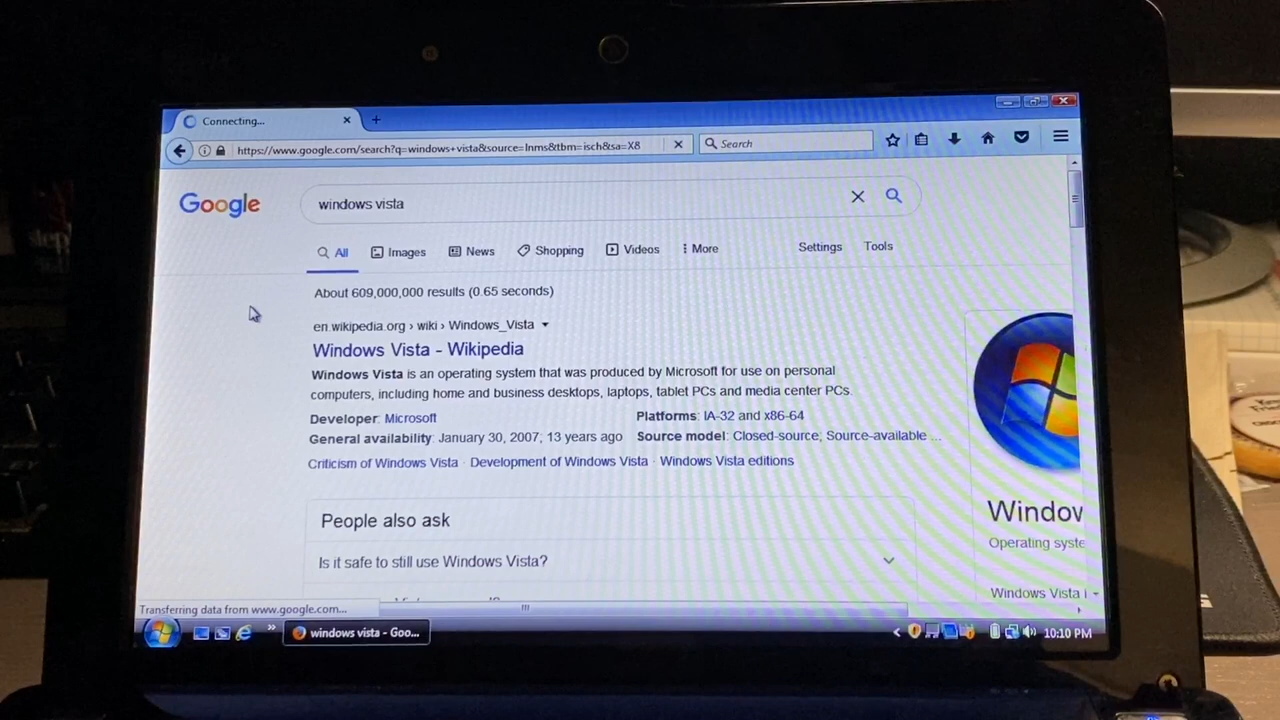 Connecting...
https://www.google.com/search?q=windows+vista&source=lnms&tbm=isch&sa=X8
Search
Google
windows vista
All Images News Shopping Videos More
Settings Tools
About 609,000,000 results (0.65 seconds)
en.wikipedia.org › wiki › Windows_Vista
Windows Vista - Wikipedia
Windows Vista is an operating system that was produced by Microsoft for use on personal
computers, including home and business desktops, laptops, tablet PCs and media center PCs.
Developer: Microsoft
Platforms: IA-32 and x86-64
General availability: January 30, 2007; 13 years ago
Source model: Closed-source; Source-available ...
Criticism of Windows Vista · Development of Windows Vista · Windows Vista editions
Window
Operating syste
Windows Vista i
People also ask
Is it safe to still use Windows Vista?
Transferring data from www.google.com...
windows vista - Goo...
10:10 PM